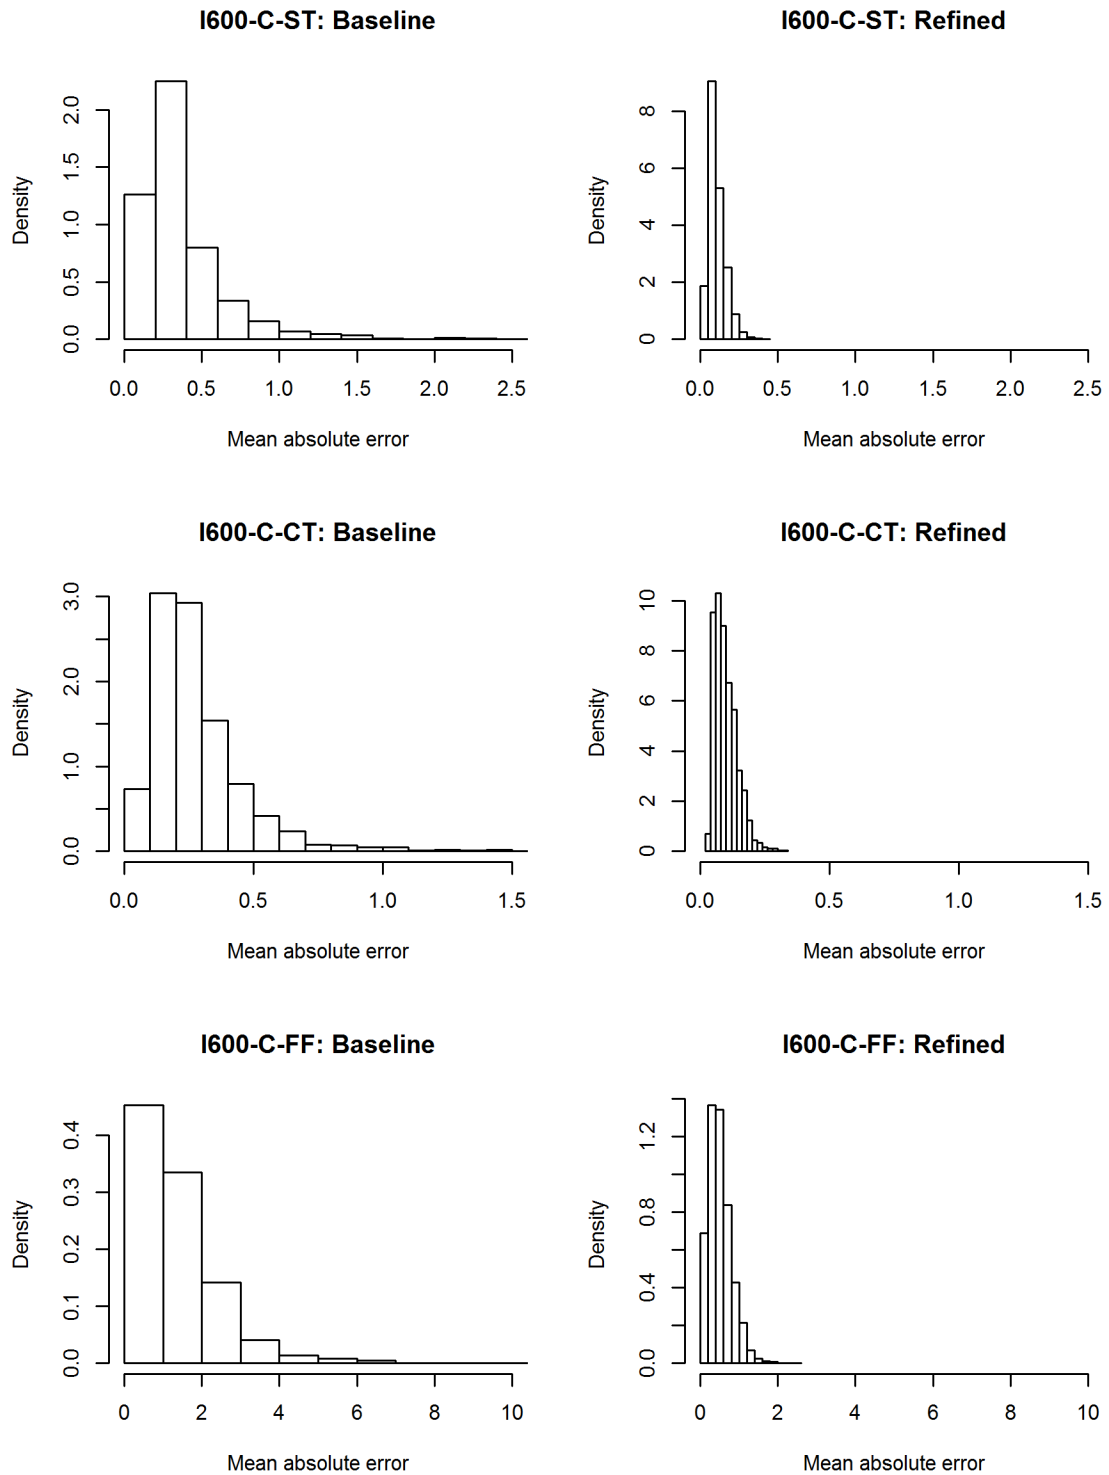 I600-C-ST: Baseline
Density
0.0 0.5 1.0 1.5 2.0
0.0 0.5 1.0 1.5 2.0 2.5
Mean absolute error
I600-C-ST: Refined
Density
0 2 4 6 8
0.0 0.5 1.0 1.5 2.0 2.5
Mean absolute error
I600-C-CT: Baseline
Density
0.0 1.0 2.0 3.0
0.0 0.5 1.0 1.5
Mean absolute error
I600-C-CT: Refined
Density
0 2 4 6 8 10
0.0 0.5 1.0 1.5
Mean absolute error
I600-C-FF: Baseline
Density
0.0 0.1 0.2 0.3 0.4
0 2 4 6 8 10
Mean absolute error
I600-C-FF: Refined
Density
0.0 0.4 0.8 1.2
0 2 4 6 8 10
Mean absolute error